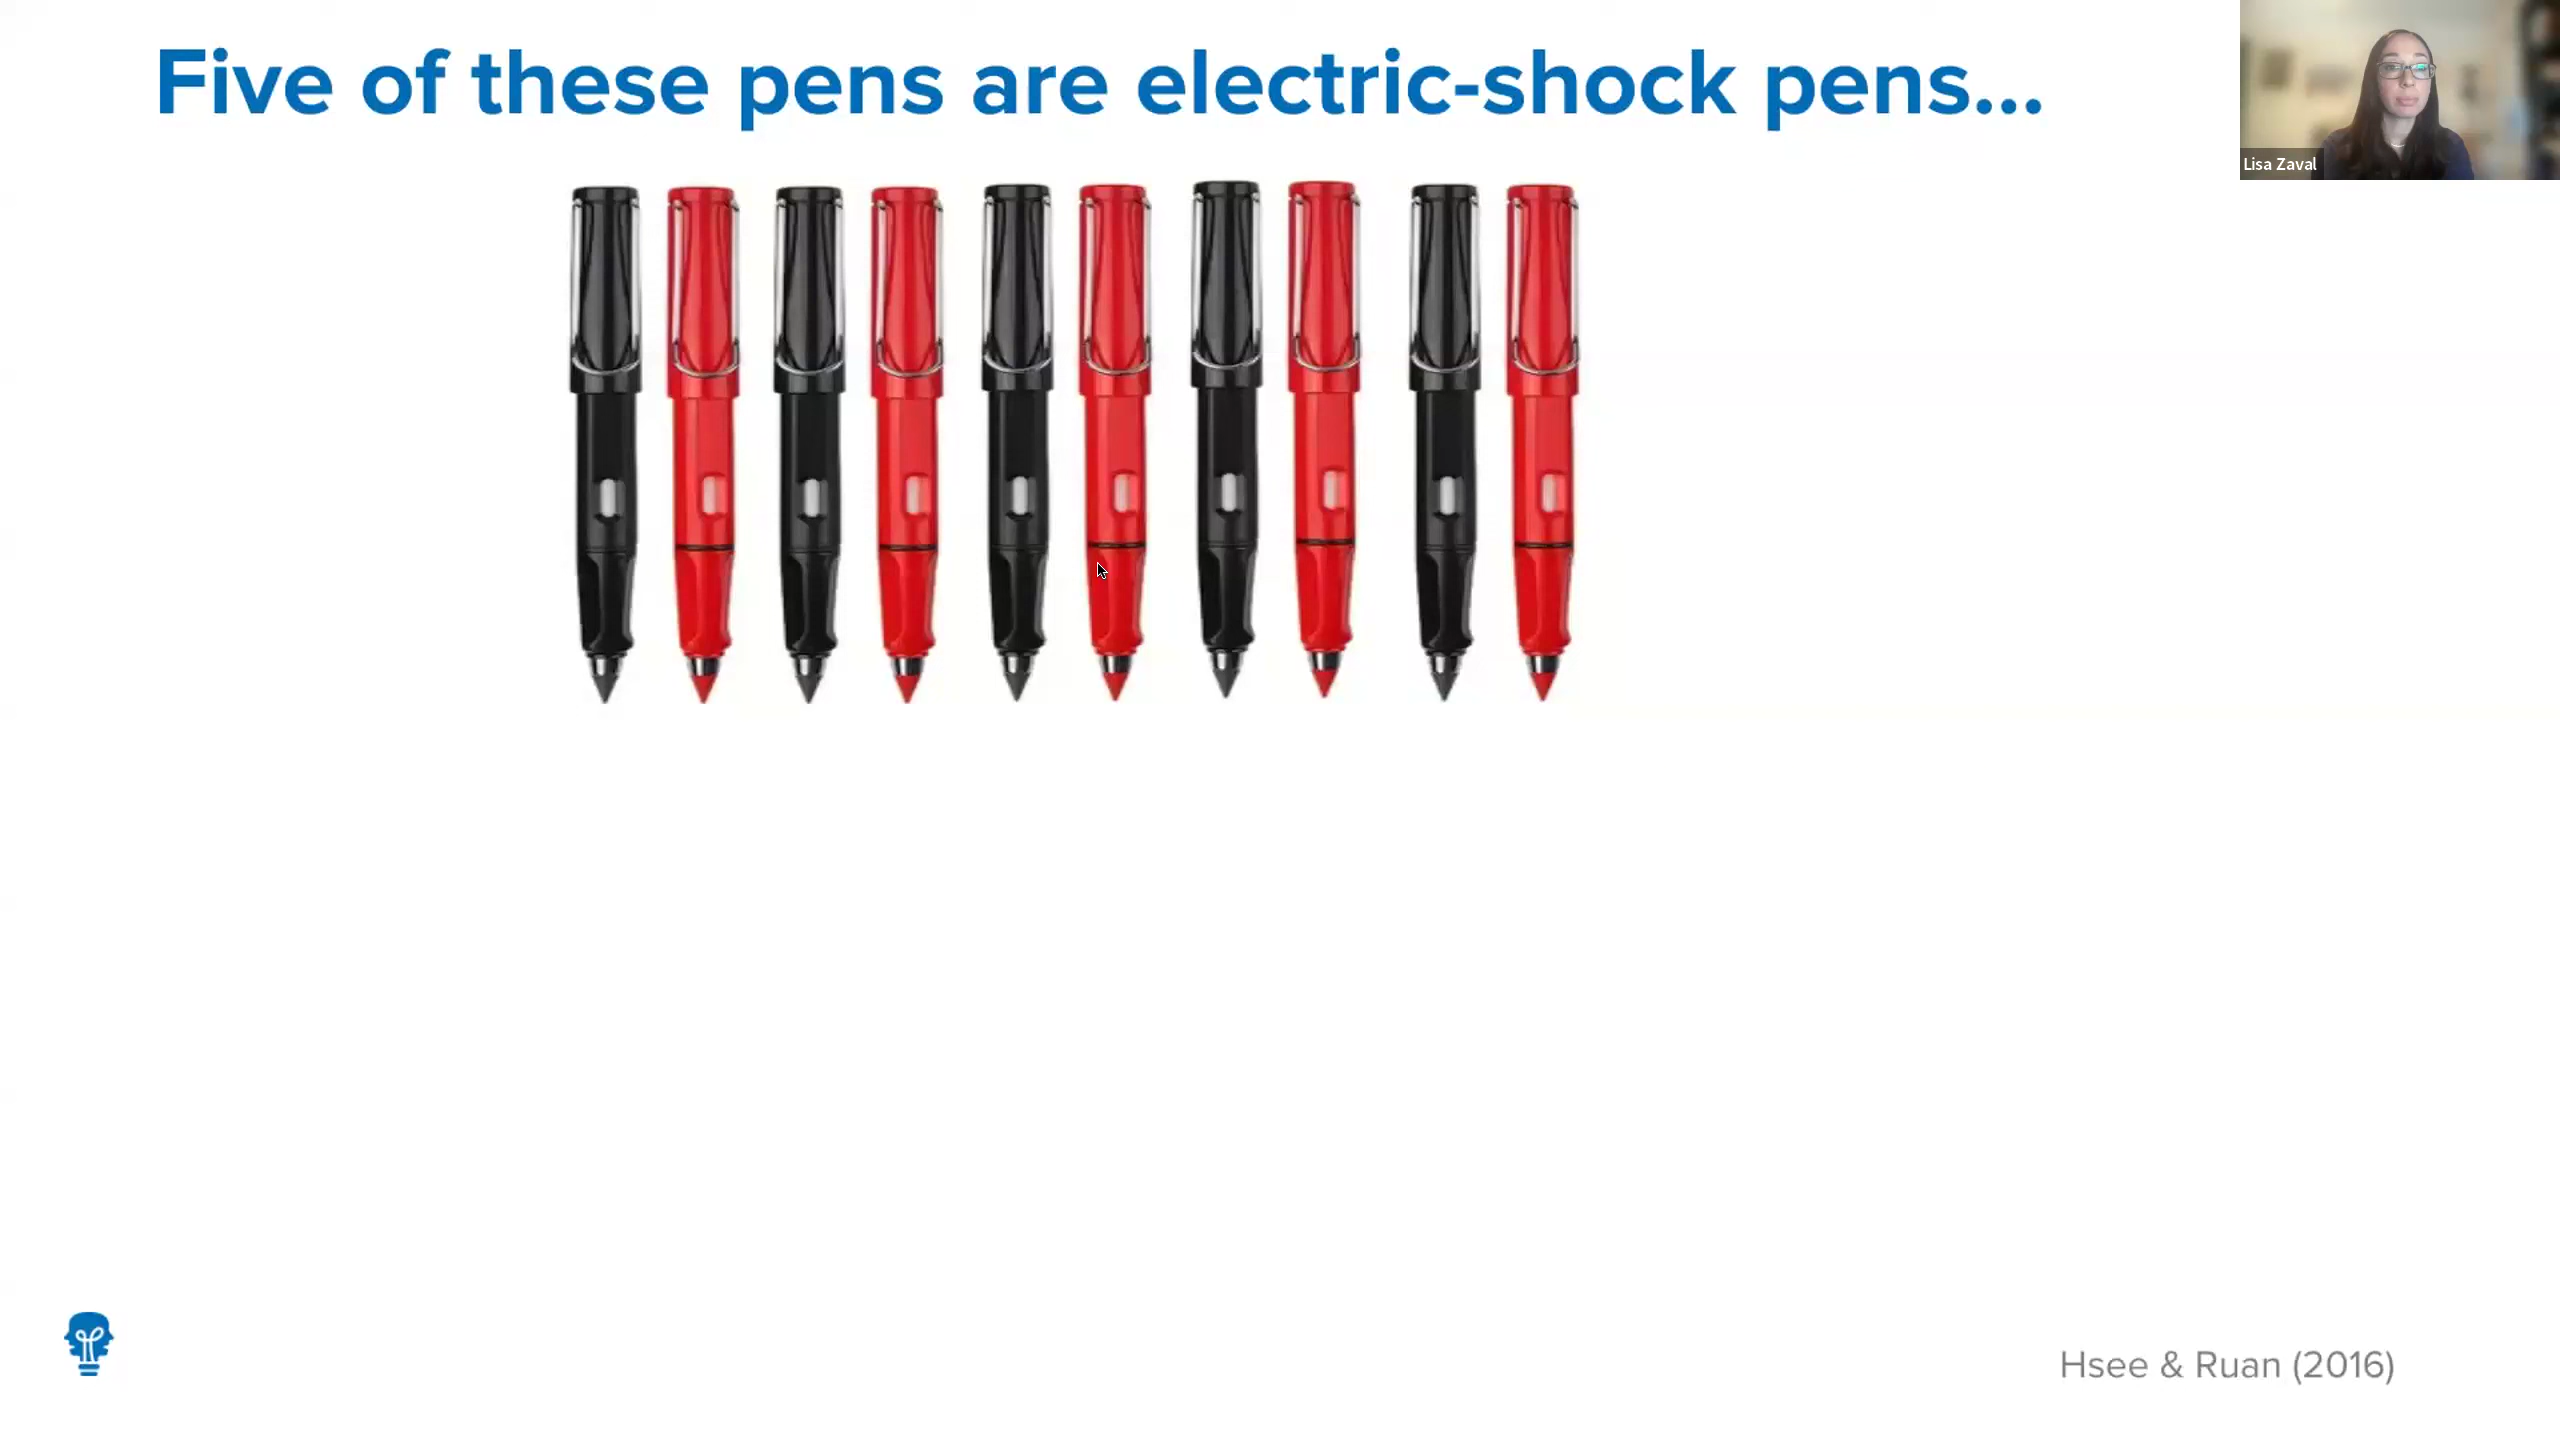 Five of these pens are electric-shock pens...
Lisa Zaval
Hsee & Ruan (2016)